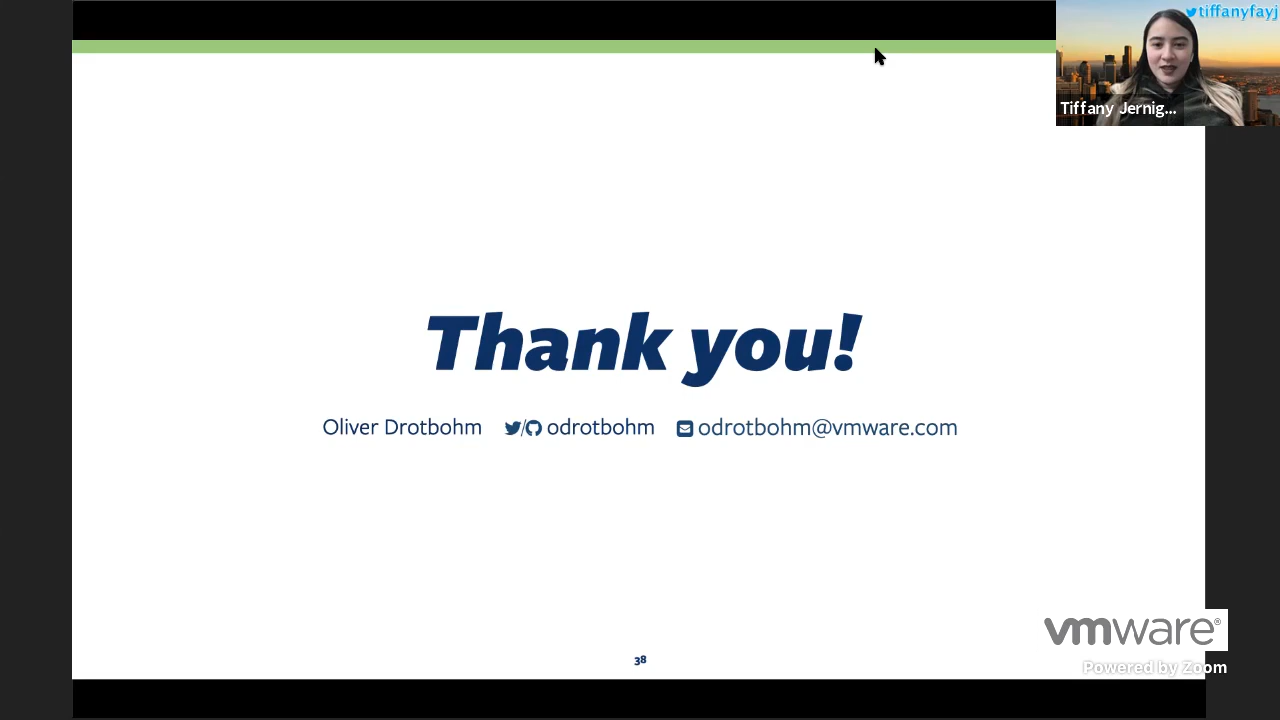 tiffanyfayj
Tiffany Jernig...
Thank you!
Oliver Drotbohm / odrotbohm odrotbohm@vmware.com
vmware®
38
Powered by Zoom